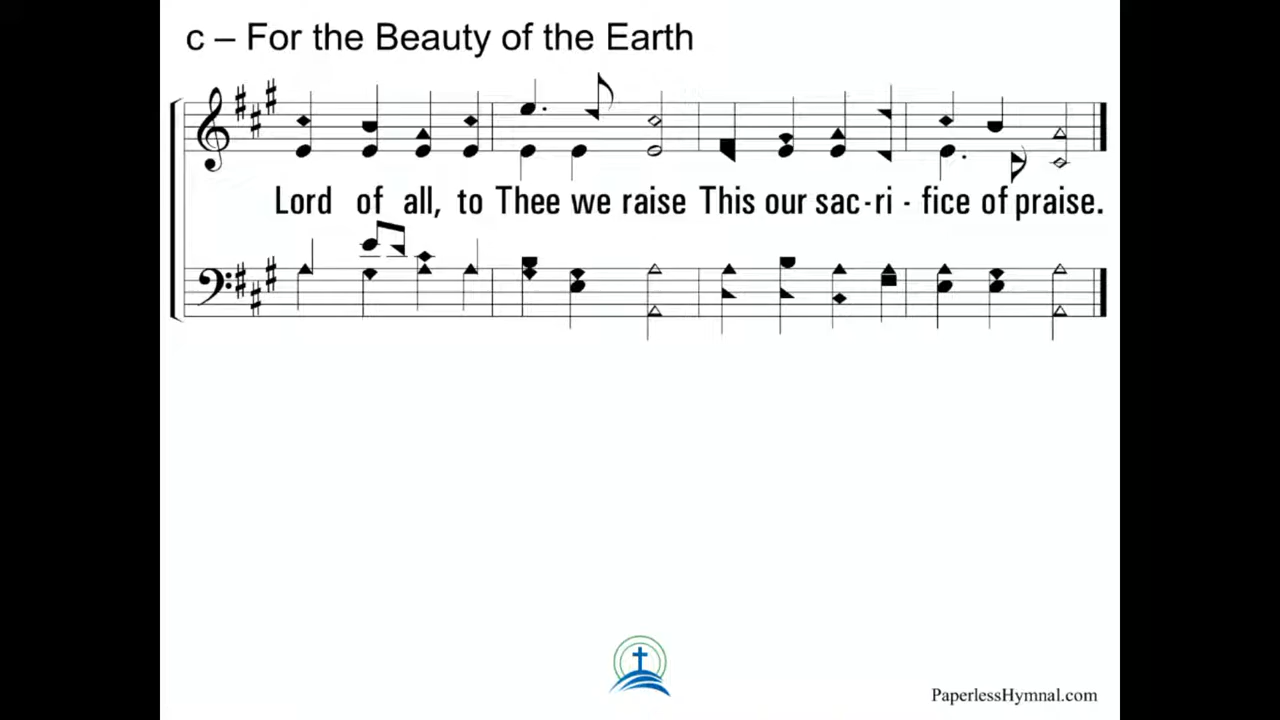 c – For the Beauty of the Earth
Lord of all, to Thee we raise This our sac-ri - fice of praise.
PaperlessHymnal.com